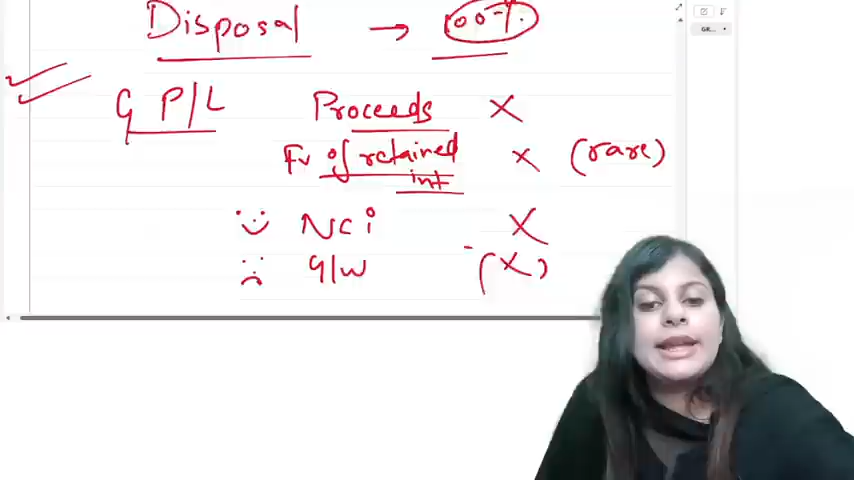 Disposal → 100%
G P/L Proceeds X
Fv of retained int X (rare)
Nci X
G/W (X)